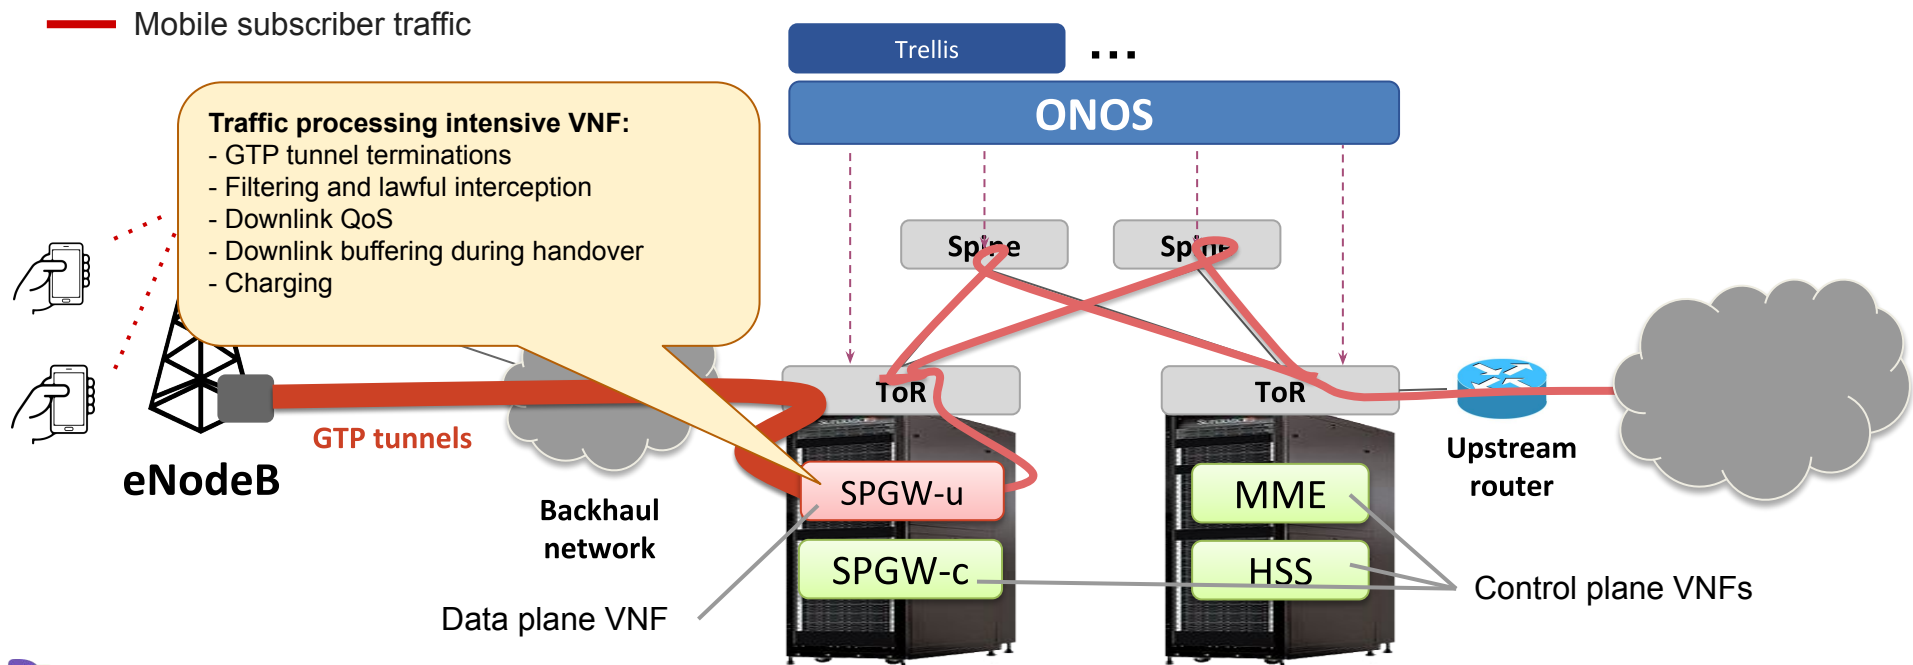 Mobile subscriber traffic
Trellis
...
ONOS
Traffic processing intensive VNF:
- GTP tunnel terminations
- Filtering and lawful interception
- Downlink QoS
- Downlink buffering during handover
- Charging
Spine
Spine
ToR
ToR
GTP tunnels
eNodeB
Backhaul
network
SPGW-u
SPGW-c
MME
HSS
Upstream
router
Data plane VNF
Control plane VNFs